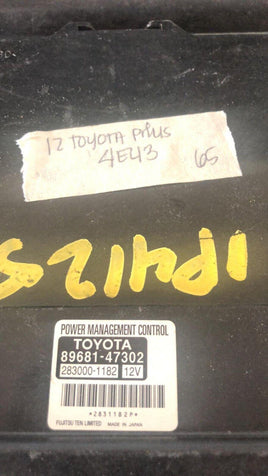 12 TOYOTA Prius
4E43 65
1P412S
POWER MANAGEMENT CONTROL
TOYOTA
89681-47302
283000-1182 12V
*2831182P*
FUJITSU TEN LIMITED MADE IN JAPAN